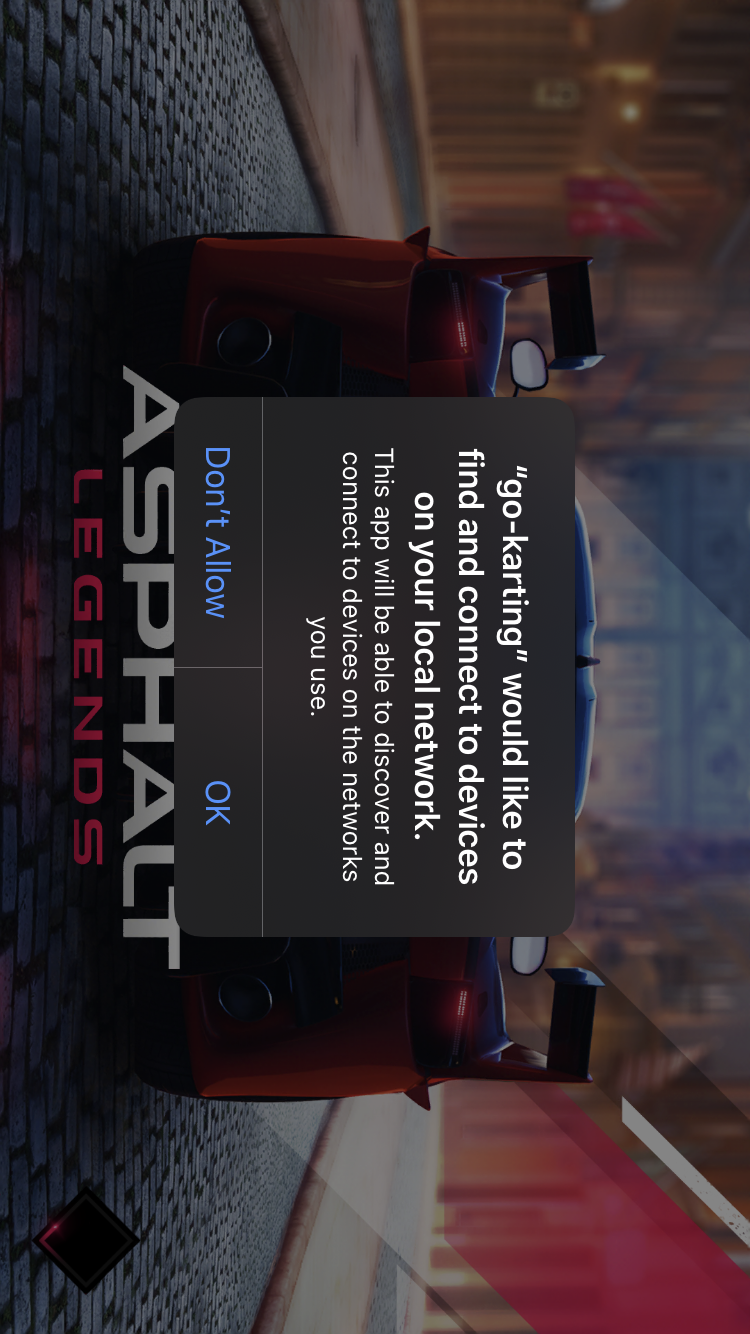 “go-karting” would like to
find and connect to devices
on your local network.
This app will be able to discover and
connect to devices on the networks
you use.
Don’t Allow
OK
ASPHALT
LEGENDS